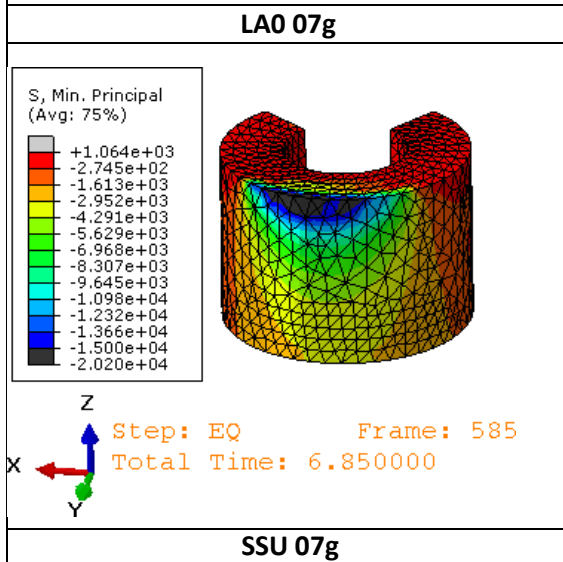 LA0 07g
S, Min. Principal
(Avg: 75%)
+1.064e+03
-2.745e+02
-1.613e+03
-2.952e+03
-4.291e+03
-5.629e+03
-6.968e+03
-8.307e+03
-9.645e+03
-1.098e+04
-1.232e+04
-1.366e+04
-1.500e+04
-2.020e+04
Z
X
Y
Step: EQ Frame: 585
Total Time: 6.850000
SSU 07g